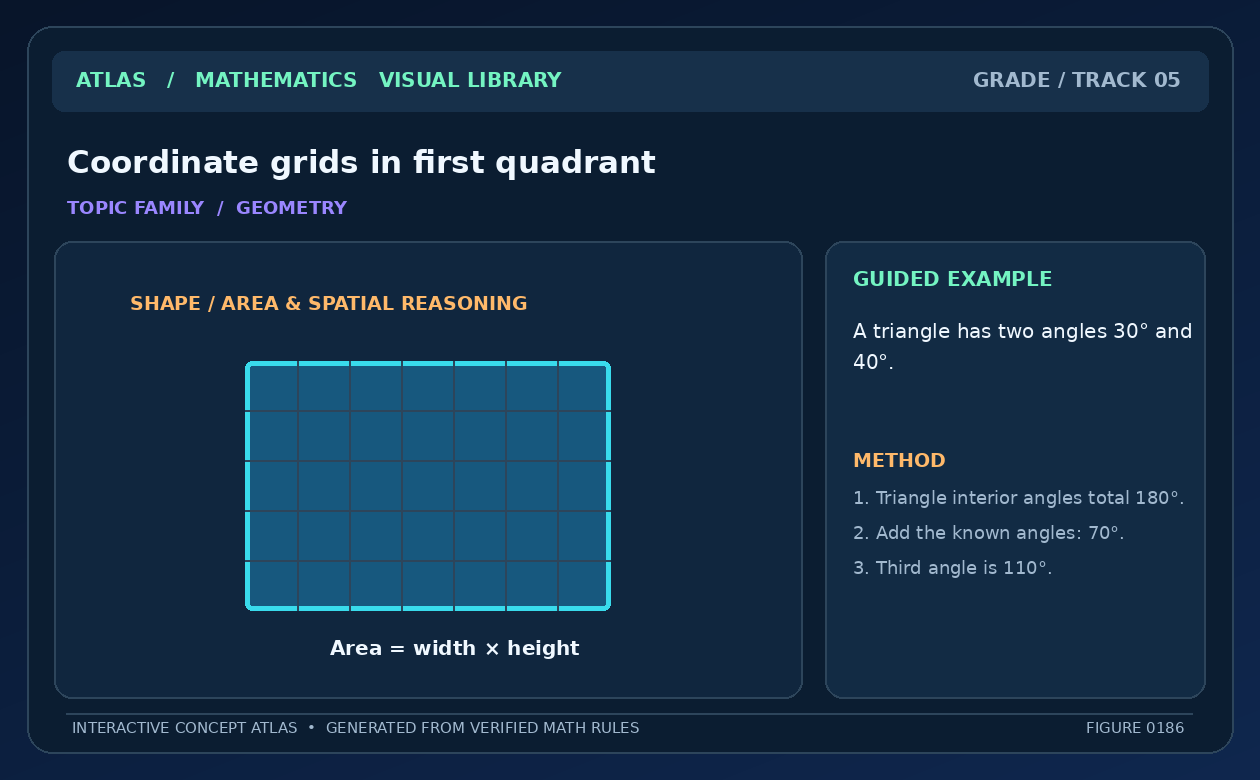 ATLAS / MATHEMATICS VISUAL LIBRARY
GRADE / TRACK 05
Coordinate grids in first quadrant
TOPIC FAMILY / GEOMETRY
SHAPE / AREA & SPATIAL REASONING
Area = width × height
GUIDED EXAMPLE
A triangle has two angles 30° and
40°.
METHOD
1. Triangle interior angles total 180°.
2. Add the known angles: 70°.
3. Third angle is 110°.
INTERACTIVE CONCEPT ATLAS • GENERATED FROM VERIFIED MATH RULES
FIGURE 0186